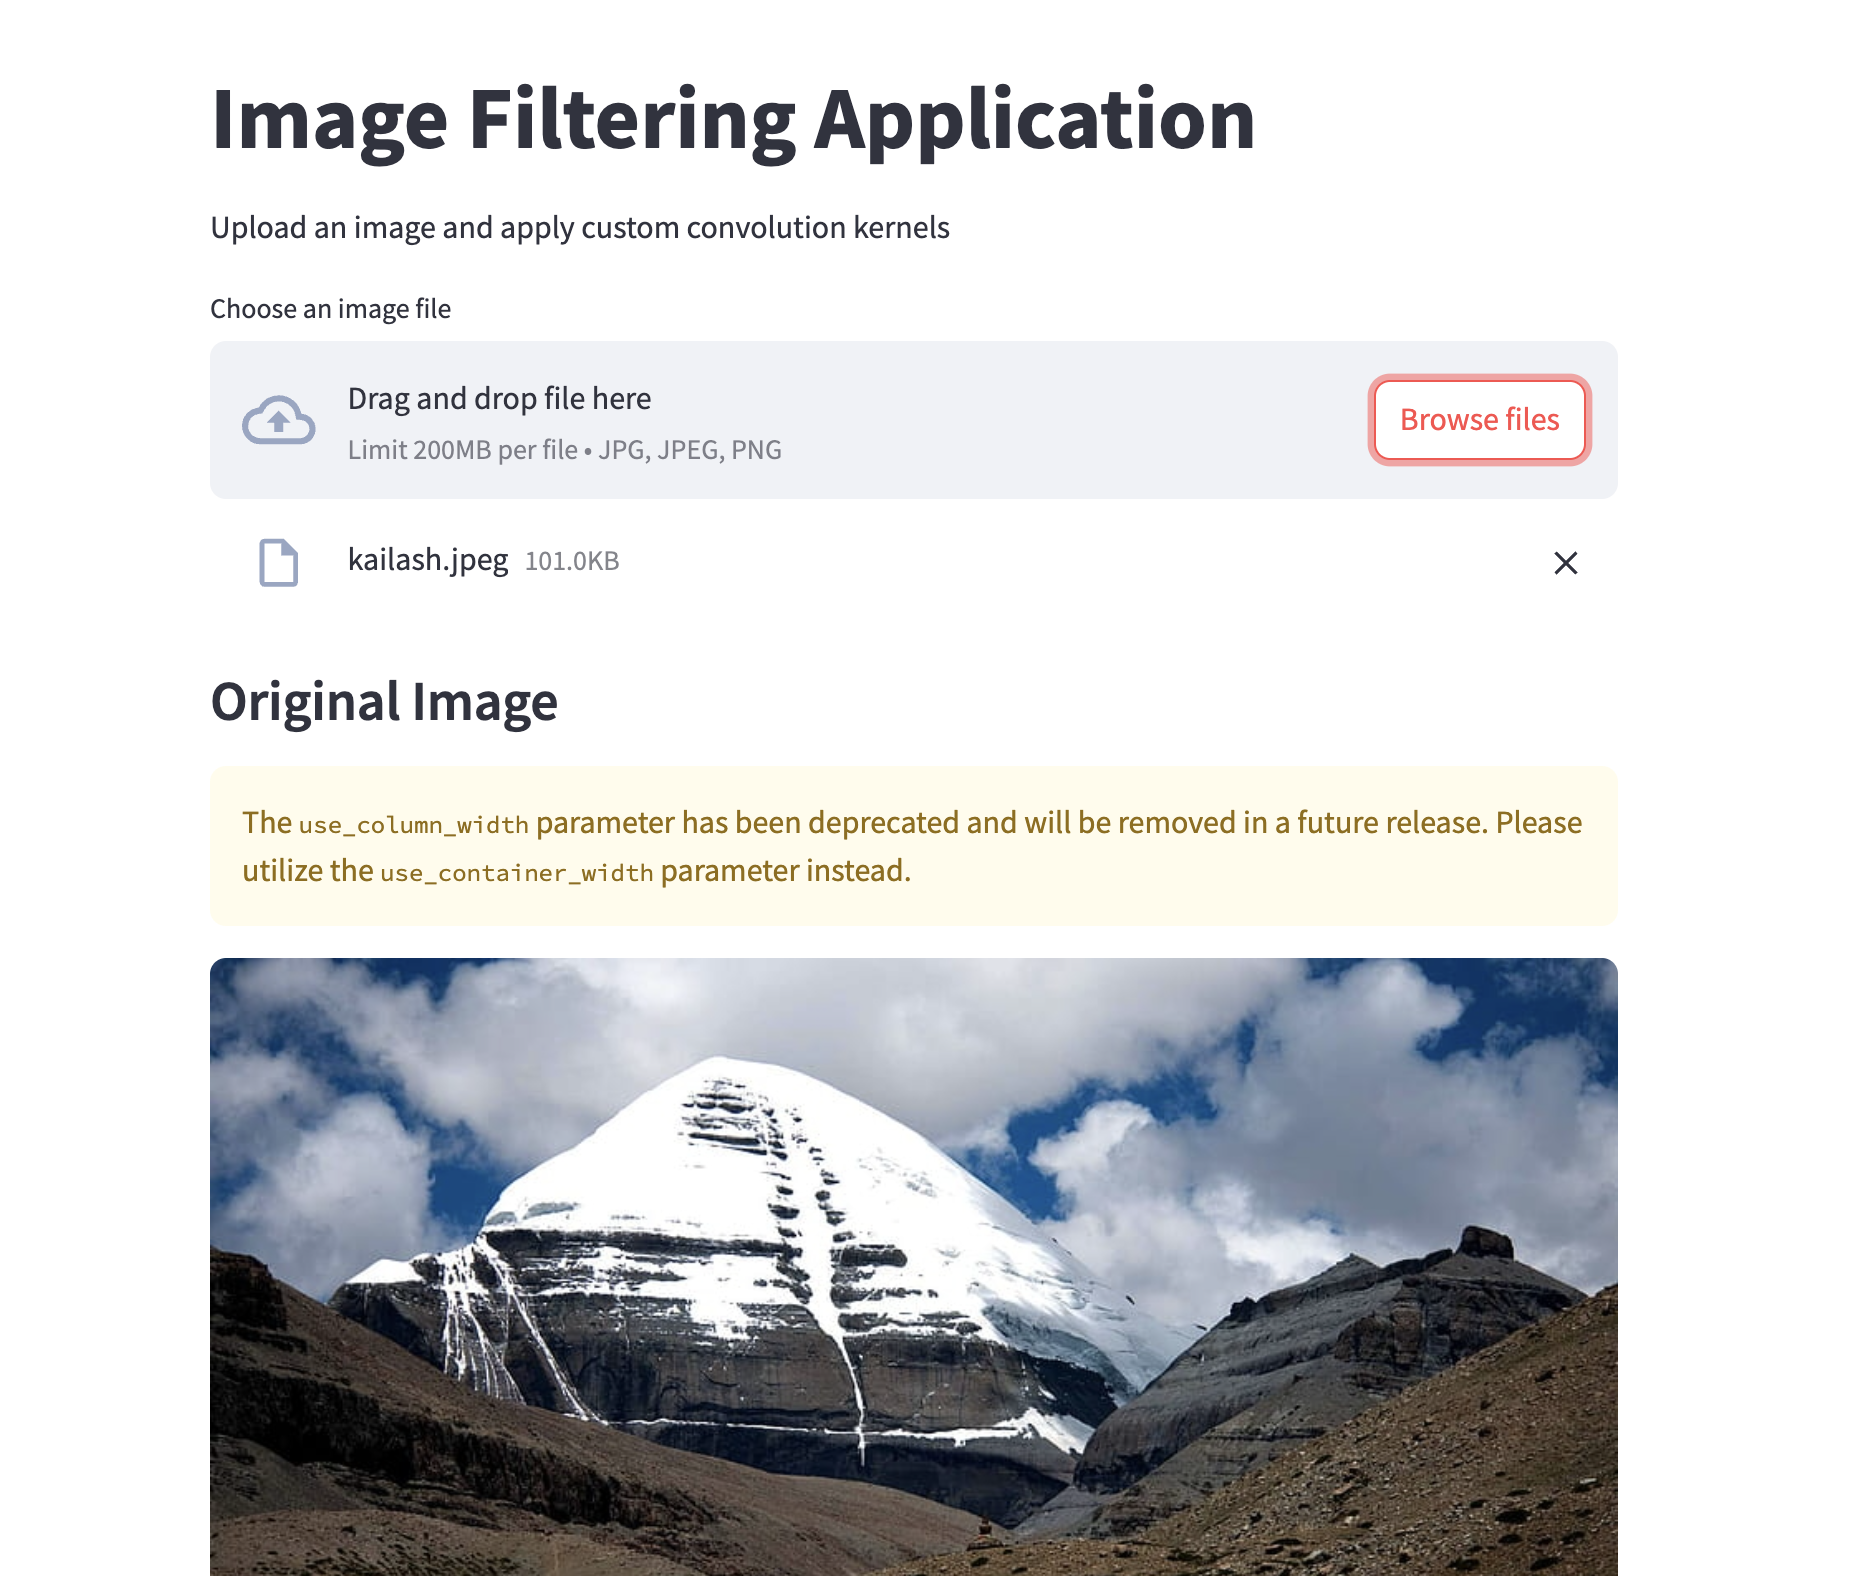 Image Filtering Application
Upload an image and apply custom convolution kernels
Choose an image file
Drag and drop file here
Limit 200MB per file • JPG, JPEG, PNG
Browse files
kailash.jpeg 101.0KB
Original Image
The use_column_width parameter has been deprecated and will be removed in a future release. Please
utilize the use_container_width parameter instead.